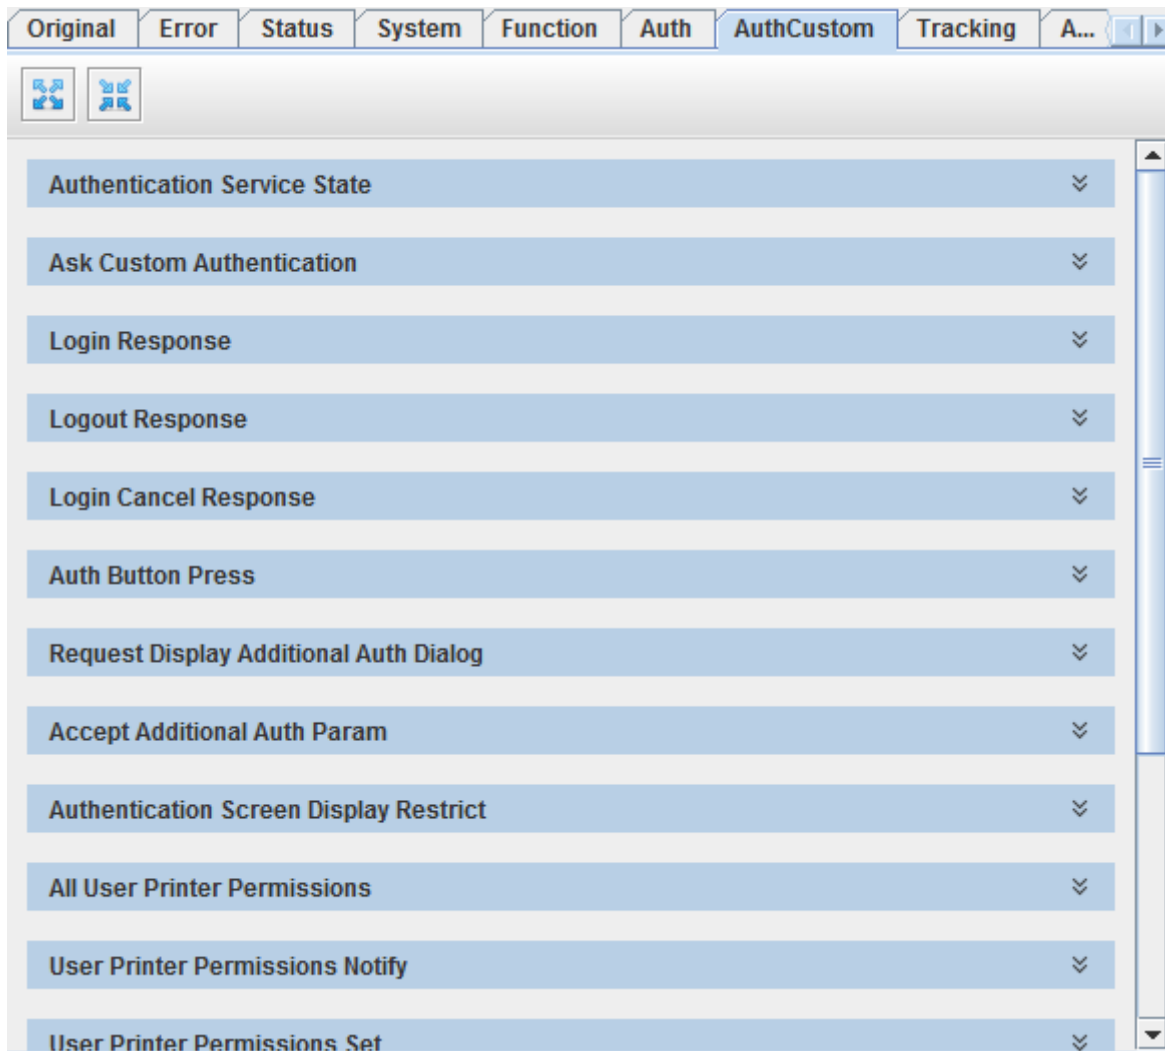 Original Error Status System Function Auth AuthCustom Tracking A...
Authentication Service State
Ask Custom Authentication
Login Response
Logout Response
Login Cancel Response
Auth Button Press
Request Display Additional Auth Dialog
Accept Additional Auth Param
Authentication Screen Display Restrict
All User Printer Permissions
User Printer Permissions Notify
User Printer Permissions Set